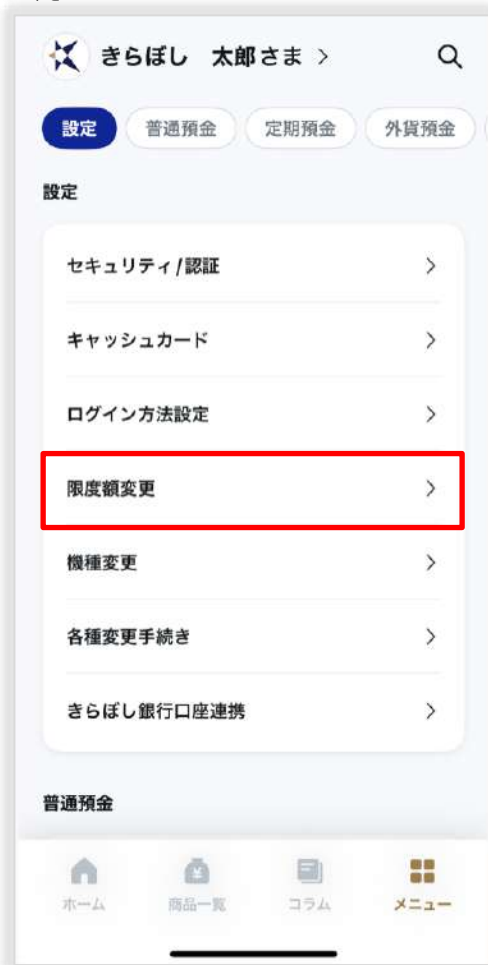 きらぼし 太郎さま >
設定 普通預金 定期預金 外貨預金
設定
セキュリティ/認証
キャッシュカード
ログイン方法設定
限度額変更
機種変更
各種変更手続き
きらぼし銀行口座連携
普通預金
ホーム 商品一覧 コラム メニュー